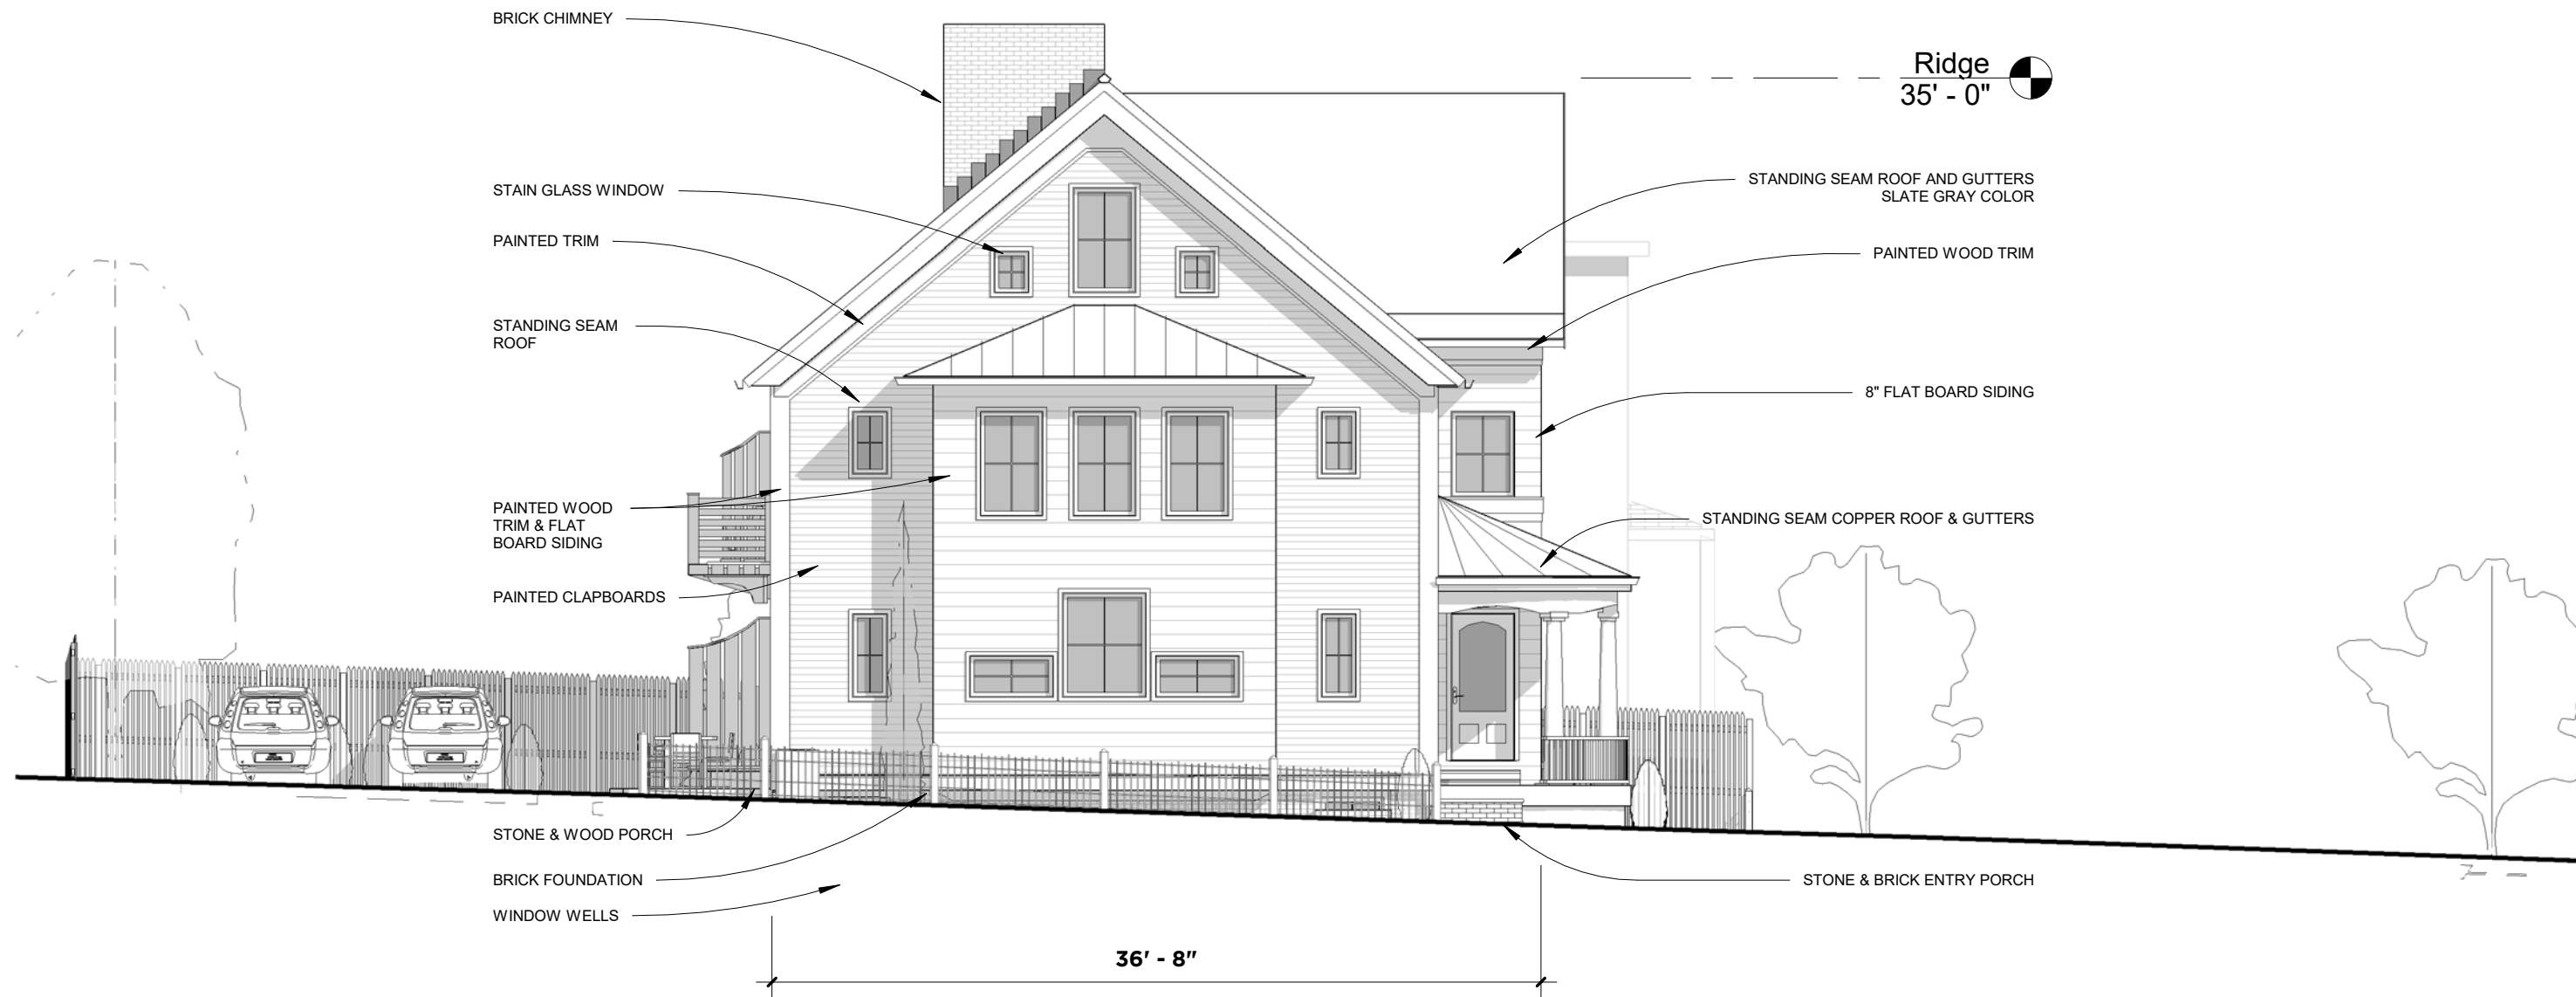 BRICK CHIMNEY
Ridge
35' - 0"
STAIN GLASS WINDOW
STANDING SEAM ROOF AND GUTTERS
SLATE GRAY COLOR
PAINTED TRIM
PAINTED WOOD TRIM
STANDING SEAM
ROOF
8" FLAT BOARD SIDING
PAINTED WOOD
TRIM & FLAT
BOARD SIDING
STANDING SEAM COPPER ROOF & GUTTERS
PAINTED CLAPBOARDS
STONE & WOOD PORCH
BRICK FOUNDATION
STONE & BRICK ENTRY PORCH
WINDOW WELLS
36' - 8"